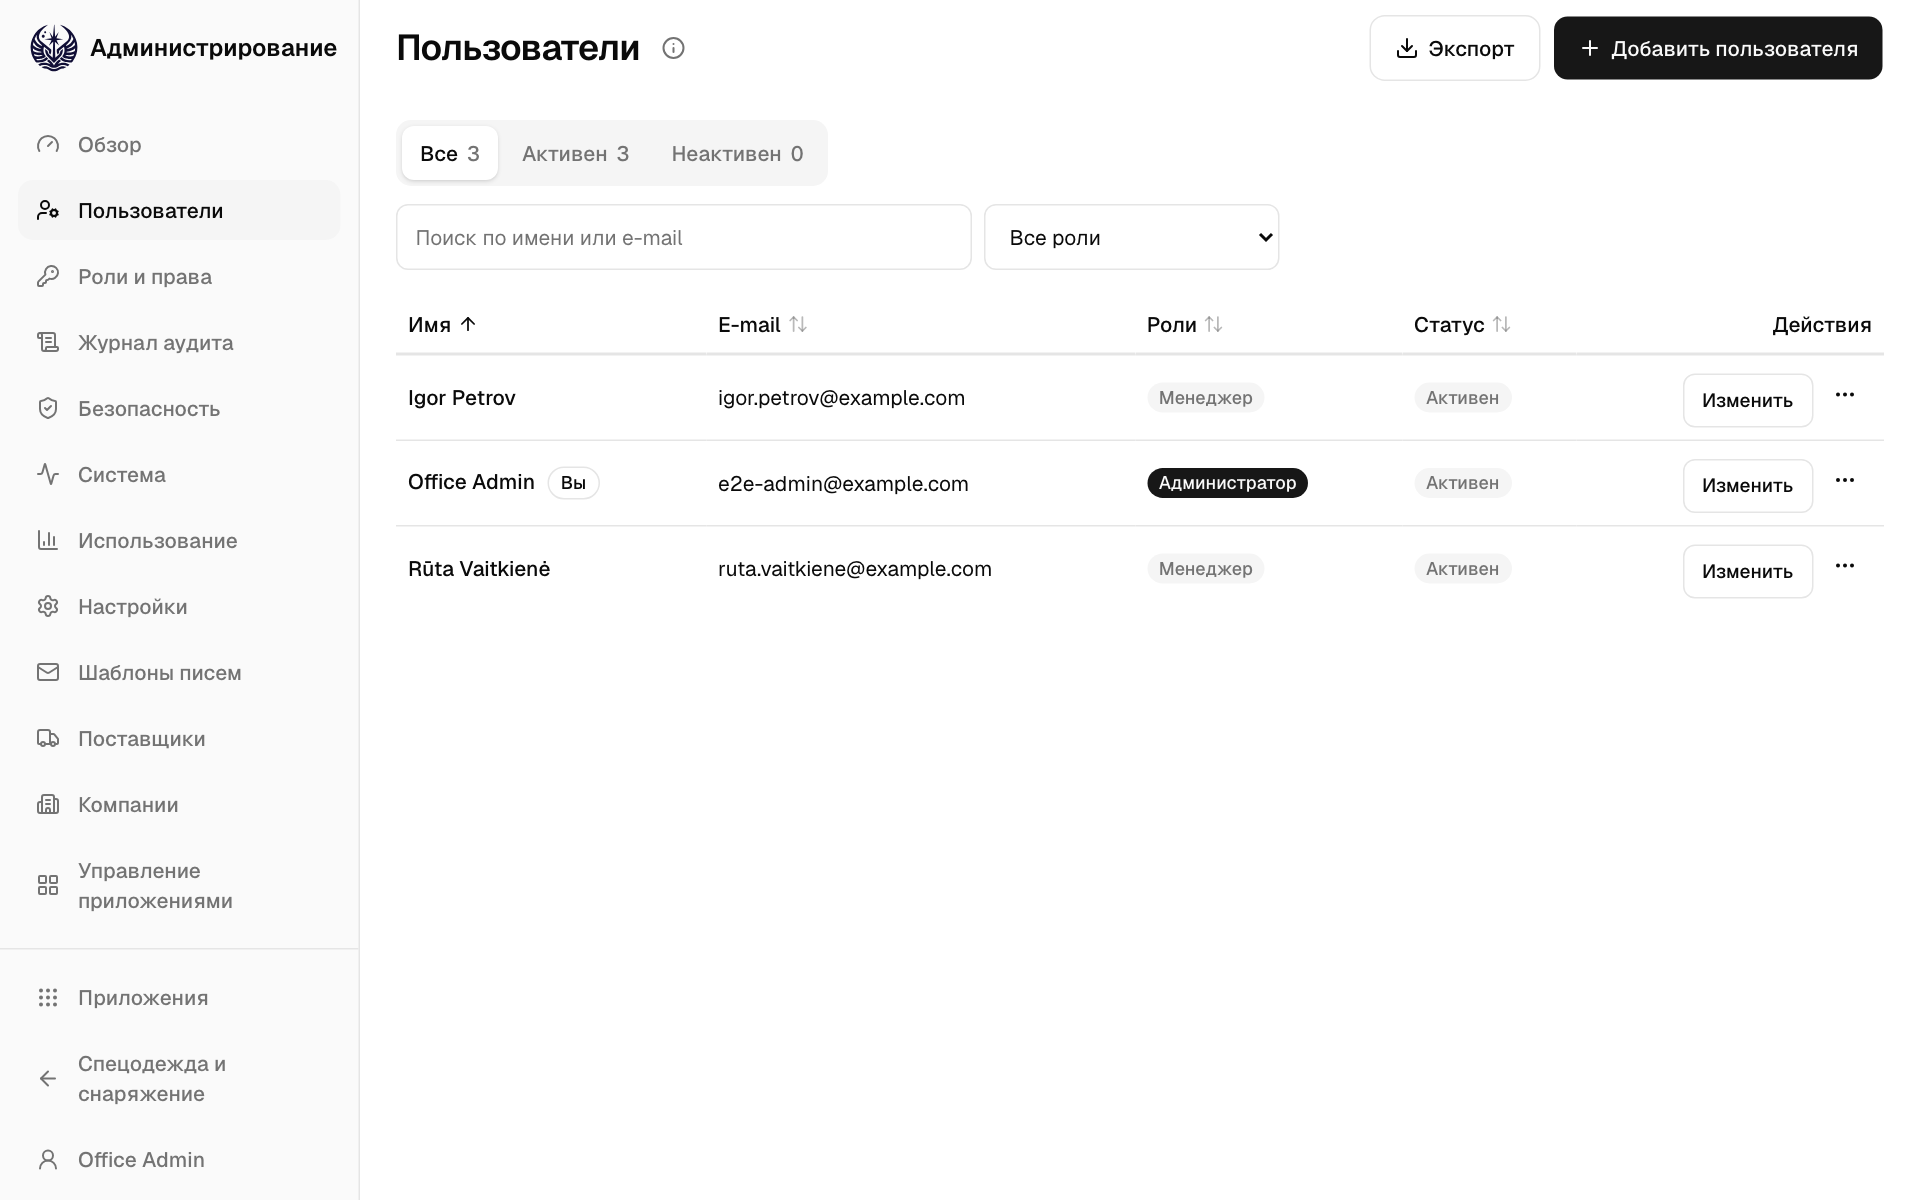 Администрирование
Обзор
Пользователи
Роли и права
Журнал аудита
Безопасность
Система
Использование
Настройки
Шаблоны писем
Поставщики
Компании
Управление
приложениями
Приложения
Спецодежда и
снаряжение
Office Admin
Пользователи
Экспорт
Добавить пользователя
Все 3 Активен 3 Неактивен 0
Поиск по имени или e-mail
Все роли
Имя E-mail Роли Статус Действия
Igor Petrov igor.petrov@example.com Менеджер Активен Изменить
Office Admin Вы e2e-admin@example.com Администратор Активен Изменить
Rūta Vaitkienė ruta.vaitkiene@example.com Менеджер Активен Изменить